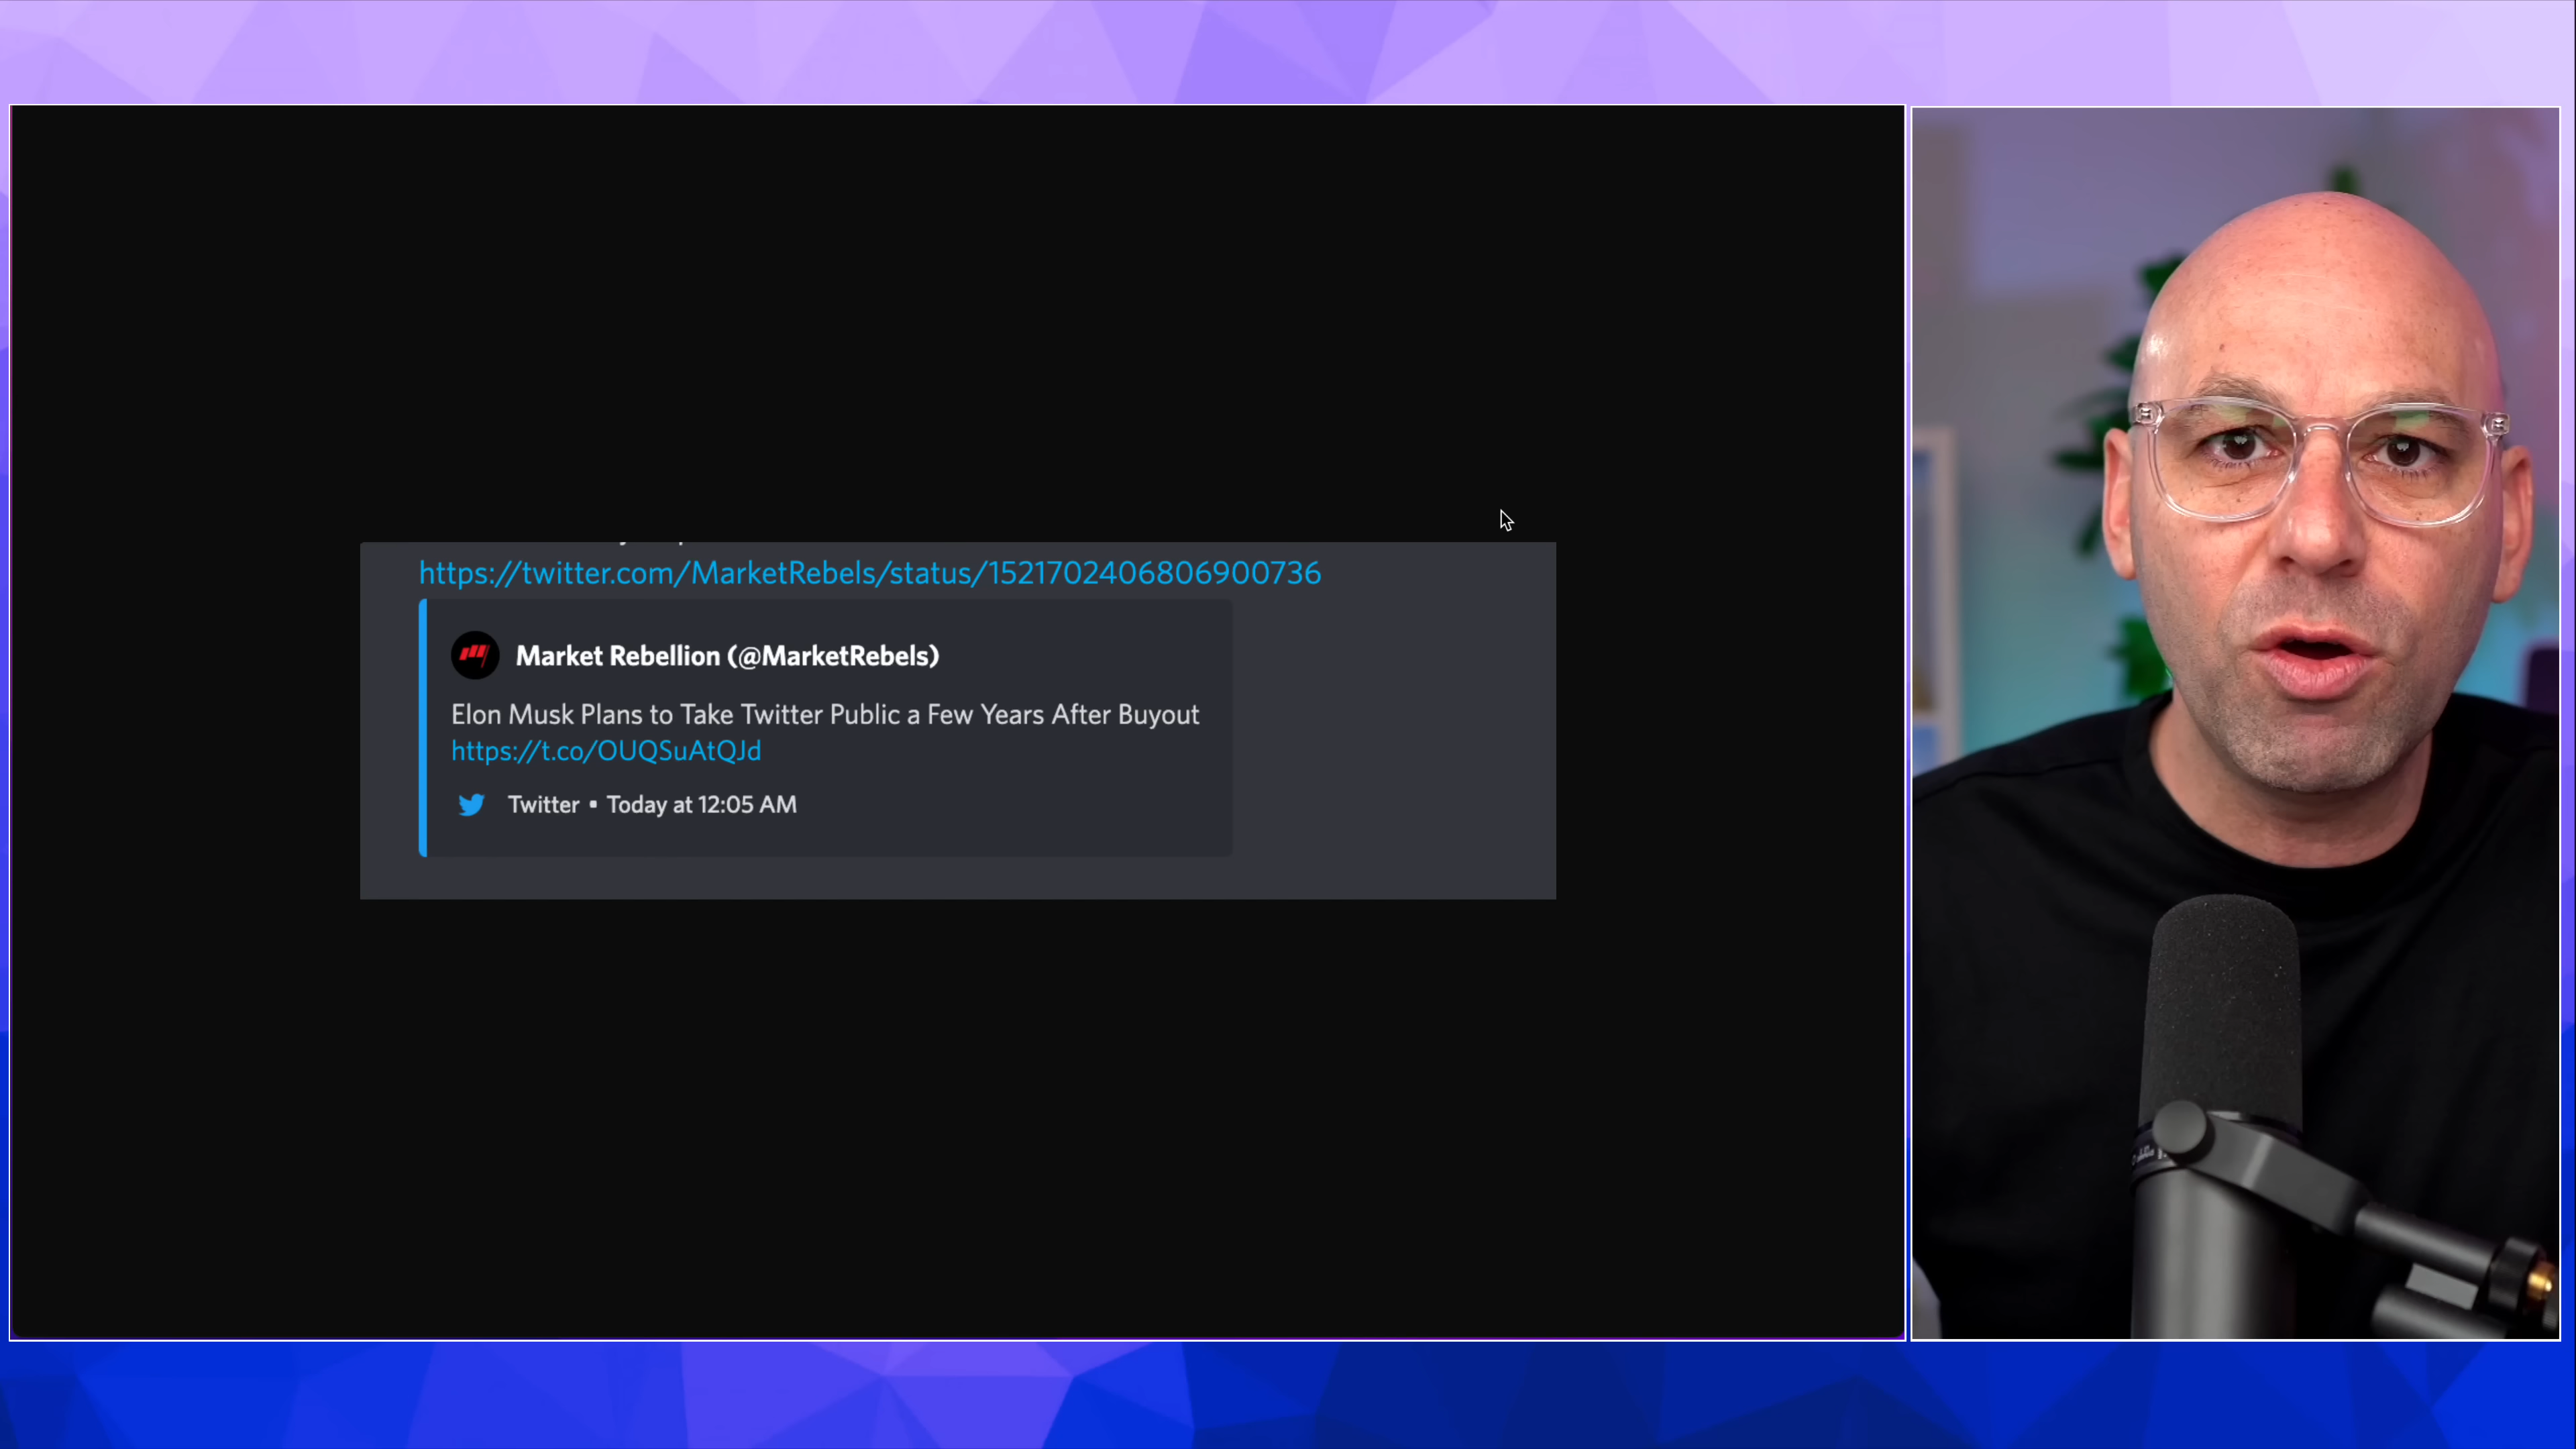 https://twitter.com/MarketRebels/status/1521702406806900736
Market Rebellion (@MarketRebels)
Elon Musk Plans to Take Twitter Public a Few Years After Buyout
https://t.co/OUQSuAtQJd
Twitter • Today at 12:05 AM